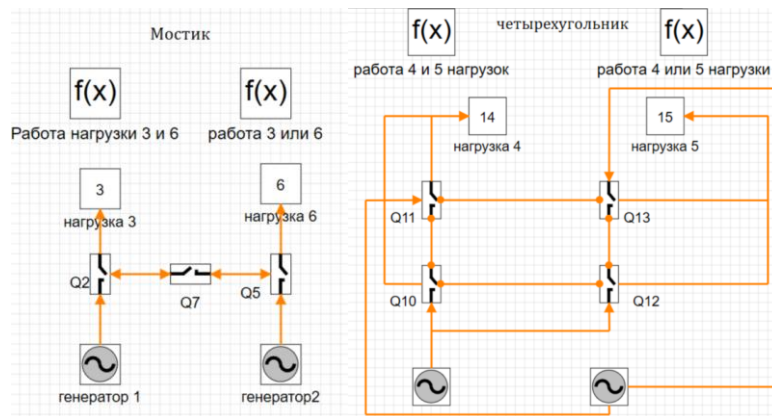 Мостик
четырехугольник
f(x)
f(x)
работа 4 и 5 нагрузок
работа 4 или 5 нагрузки
f(x)
f(x)
Работа нагрузки 3 и 6
работа 3 или 6
14
15
нагрузка 4
нагрузка 5
3
6
нагрузка 3
нагрузка 6
Q11
Q13
Q2
Q7
Q5
Q10
Q12
генератор 1
генератор2